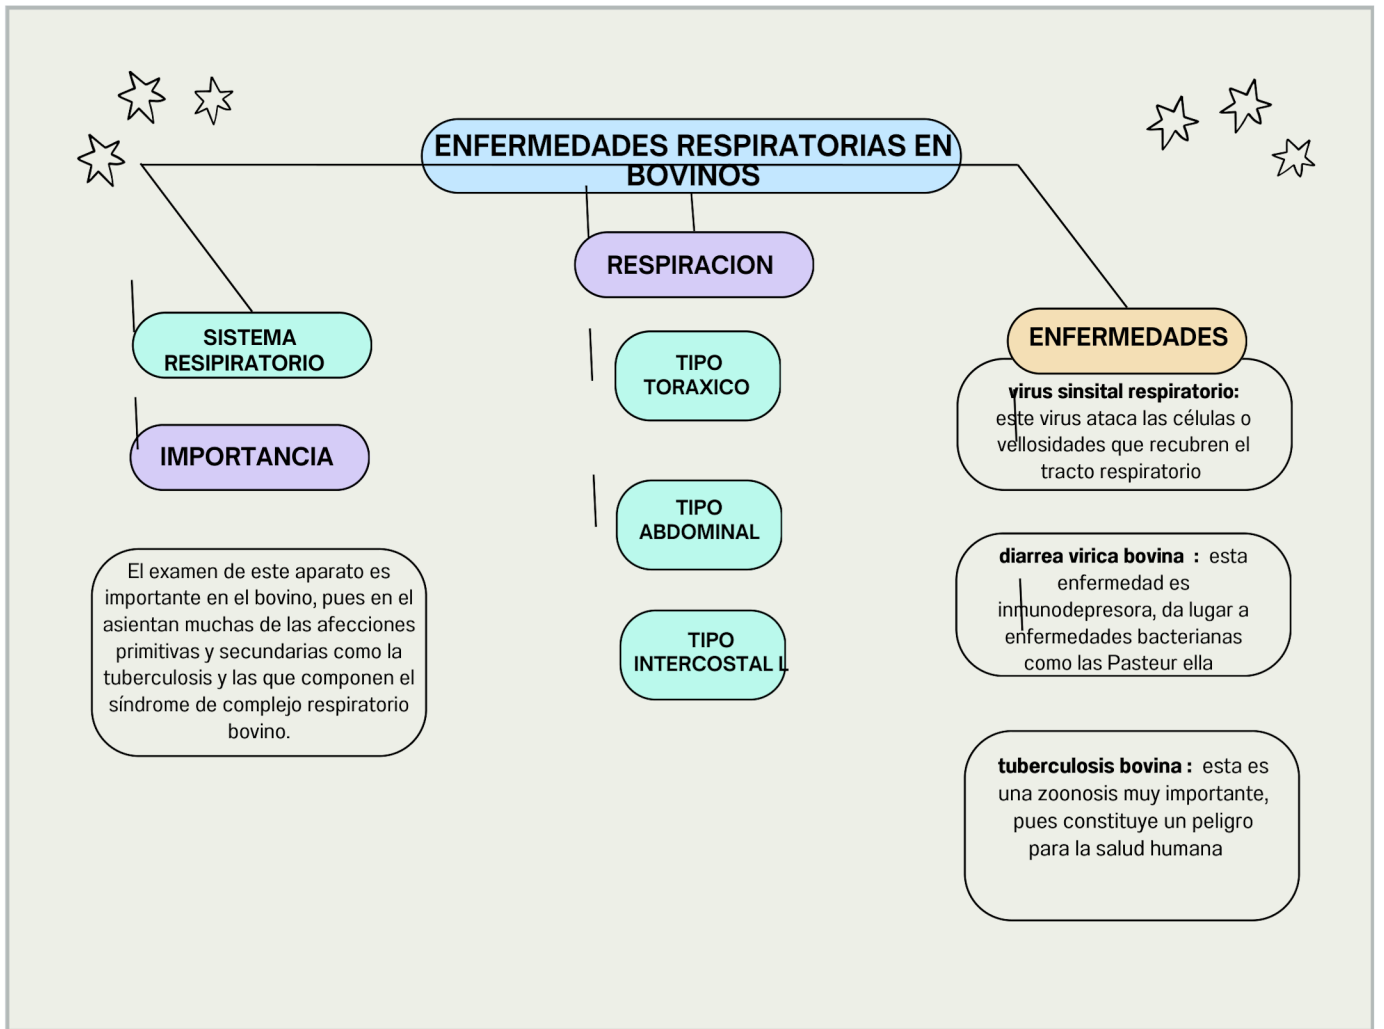 ENFERMEDADES RESPIRATORIAS EN
BOVINOS
SISTEMA
RESIPIRATORIO
IMPORTANCIA
El examen de este aparato es
importante en el bovino, pues en el
asientan muchas de las afecciones
primitivas y secundarias como la
tuberculosis y las que componen el
síndrome de complejo respiratorio
bovino.
RESPIRACION
TIPO
TORAXICO
TIPO
ABDOMINAL
TIPO
INTERCOSTAL L
ENFERMEDADES
virus sinsital respiratorio:
este virus ataca las células o
vellosidades que recubren el
tracto respiratorio
diarrea virica bovina : esta
enfermedad es
inmunodepresora, da lugar a
enfermedades bacterianas
como las Pasteur ella
tuberculosis bovina : esta es
una zoonosis muy importante,
pues constituye un peligro
para la salud humana